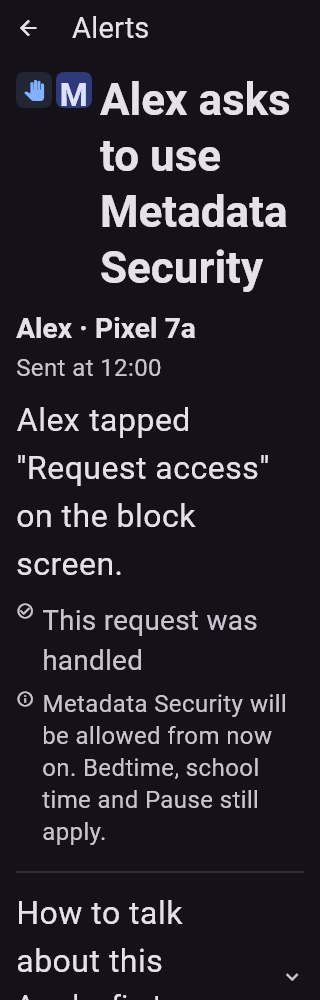 Alerts
M
Alex asks
to use
Metadata
Security
Alex · Pixel 7a
Sent at 12:00
Alex tapped
"Request access"
on the block
screen.
This request was
handled
Metadata Security will
be allowed from now
on. Bedtime, school
time and Pause still
apply.
How to talk
about this